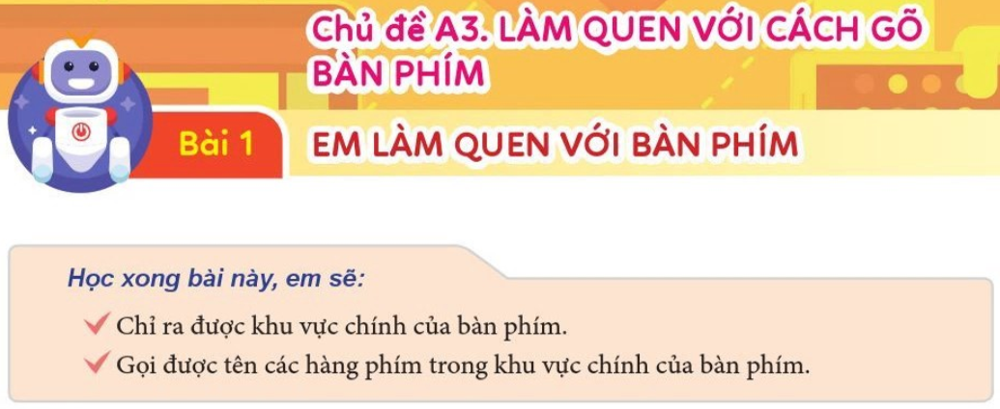 Chủ đề A3. LÀM QUEN VỚI CÁCH GÕ
BÀN PHÍM
Bài 1
EM LÀM QUEN VỚI BÀN PHÍM
Học xong bài này, em sẽ:
Chỉ ra được khu vực chính của bàn phím.
Gọi được tên các hàng phím trong khu vực chính của bàn phím.